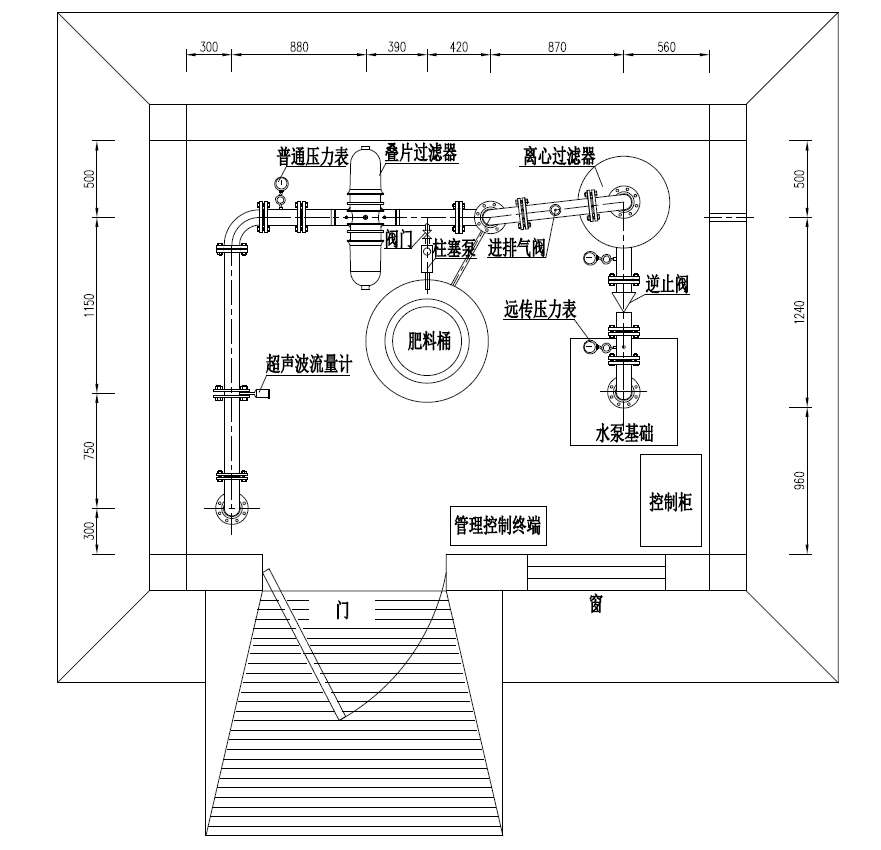 300 880 390 420 870 560
普通压力表
叠片过滤器
离心过滤器
500
500
阀门
柱塞泵
进排气阀
逆止阀
远传压力表
1150
1240
肥料桶
超声波流量计
水泵基础
750
960
控制柜
管理控制终端
300
门
窗